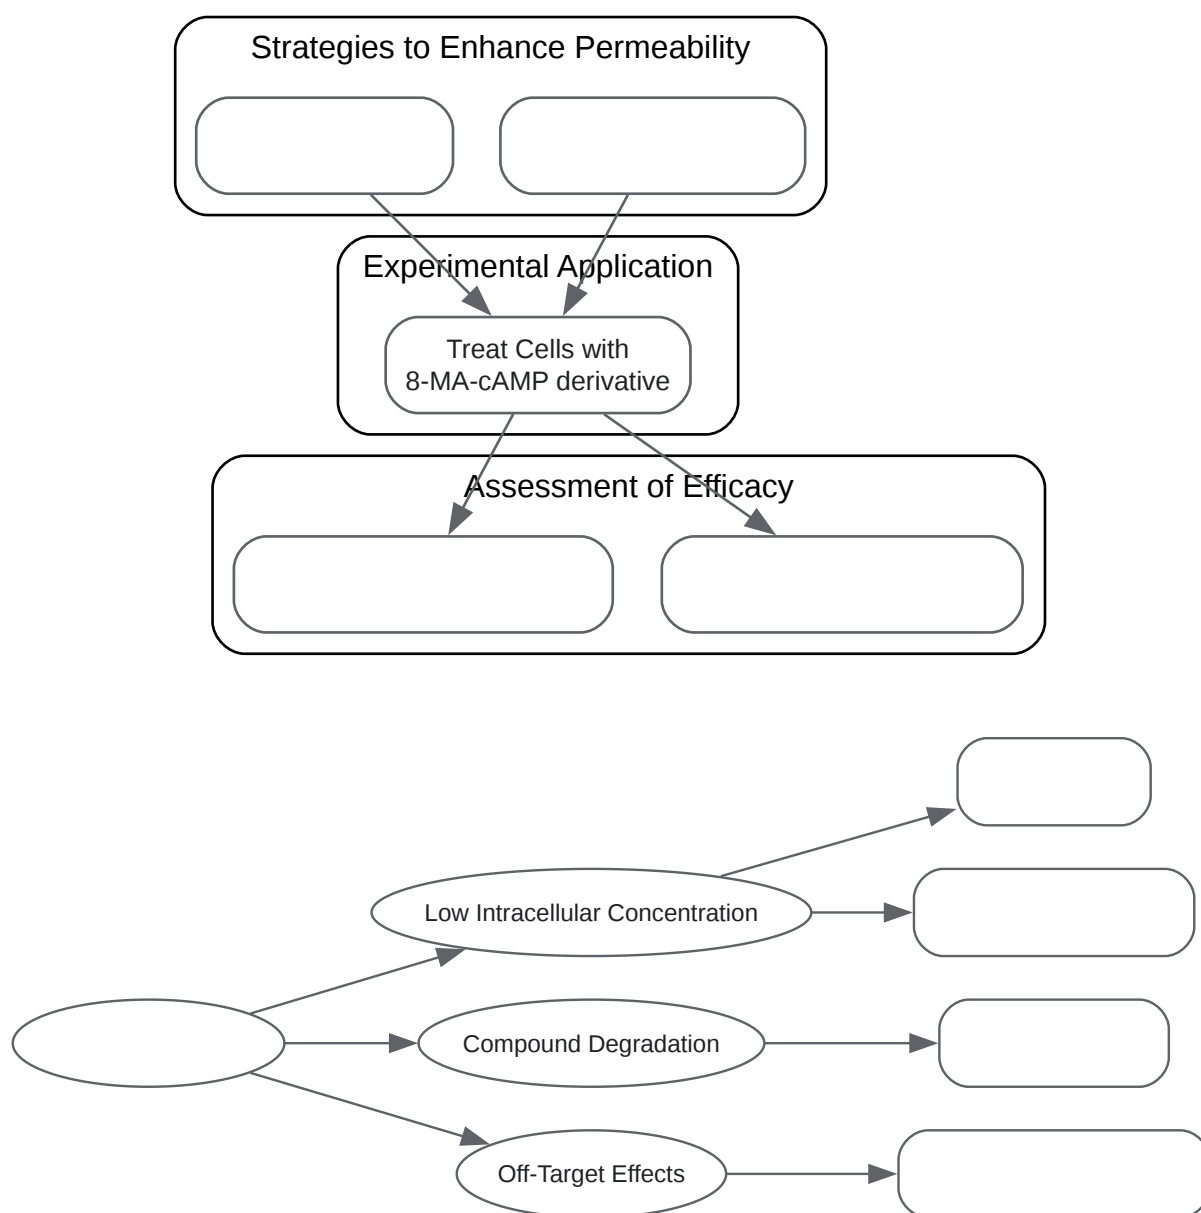 Strategies to Enhance Permeability
Experimental Application
Treat Cells with
8-MA-cAMP derivative
Assessment of Efficacy
Low Intracellular Concentration
Compound Degradation
Off-Target Effects